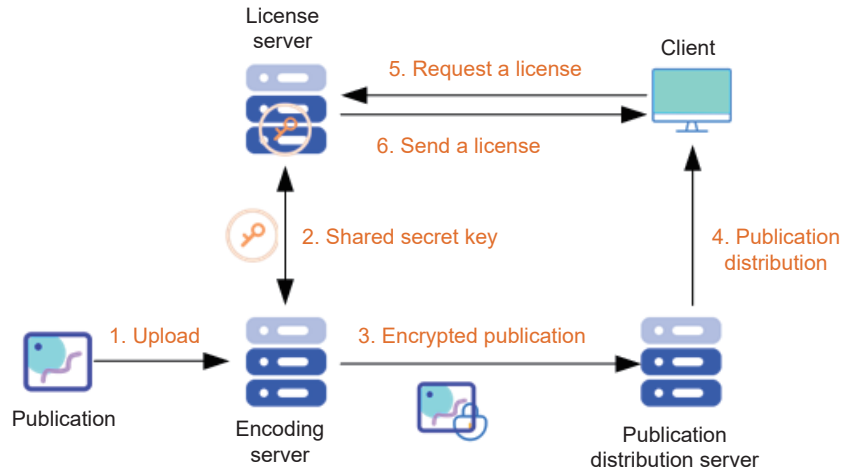 License
server
Client
5. Request a license
6. Send a license
2. Shared secret key
4. Publication
distribution
1. Upload
3. Encrypted publication
Publication
Encoding
server
Publication
distribution server